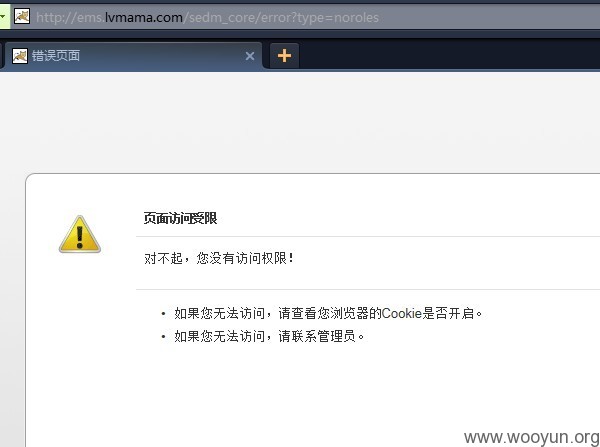 http://ems.lvmama.com/sedm_core/error?type=noroles
错误页面
页面访问受限
对不起，您没有访问权限！
• 如果您无法访问，请查看您浏览器的Cookie是否开启。
• 如果您无法访问，请联系管理员。
www.wooyun.org